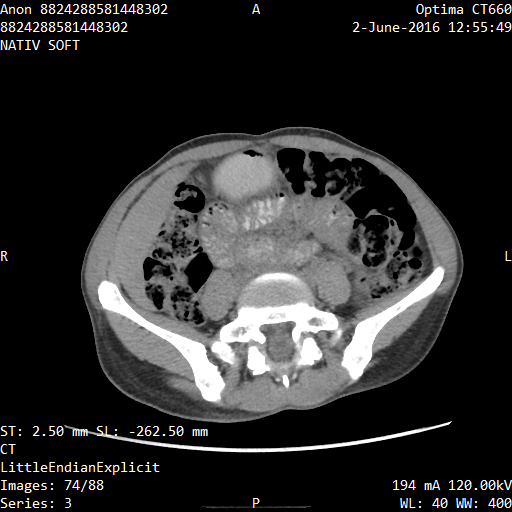 Anon 8824288581448302
A
Optima CT660
8824288581448302
2-June-2016 12:55:49
NATIV SOFT
R
L
ST: 2.50 mm SL: -262.50 mm
CT
LittleEndianExplicit
Images: 74/88
194 mA 120.00kV
Series: 3
P
WL: 40 WW: 400